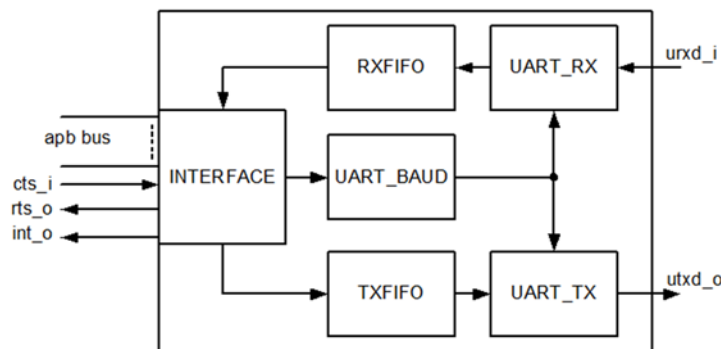 RXFIFO
UART_RX
urxd_i
apb bus
INTERFACE
UART_BAUD
cts_i
rts_o
int_o
TXFIFO
UART_TX
utxd_o